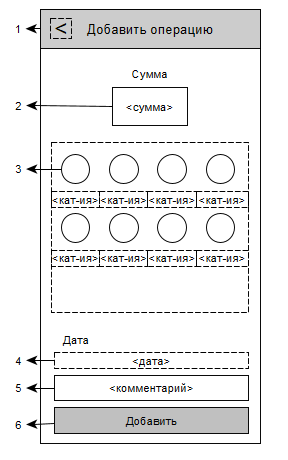 1 < Добавить операцию
Сумма
2 <сумма>
3
<кат-ия> <кат-ия> <кат-ия> <кат-ия>
<кат-ия> <кат-ия> <кат-ия> <кат-ия>
Дата
4 <дата>
5 <комментарий>
6 Добавить